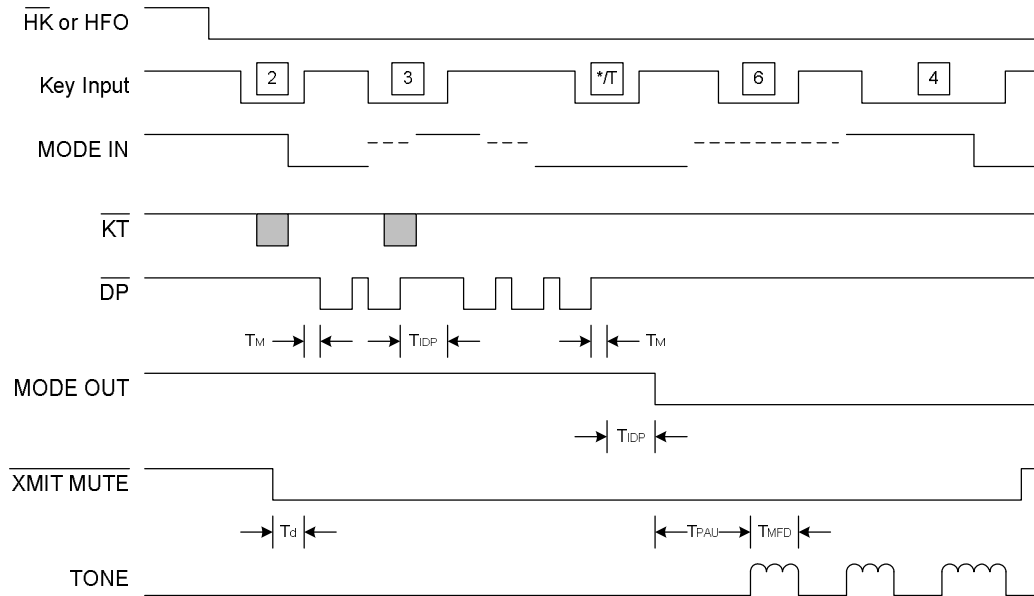 HK or HFO
Key Input 2 3 */T 6 4
MODE IN
KT
DP
TM TIDP TM
MODE OUT
TIDP
XMIT MUTE
Td TPAU TMFD
TONE